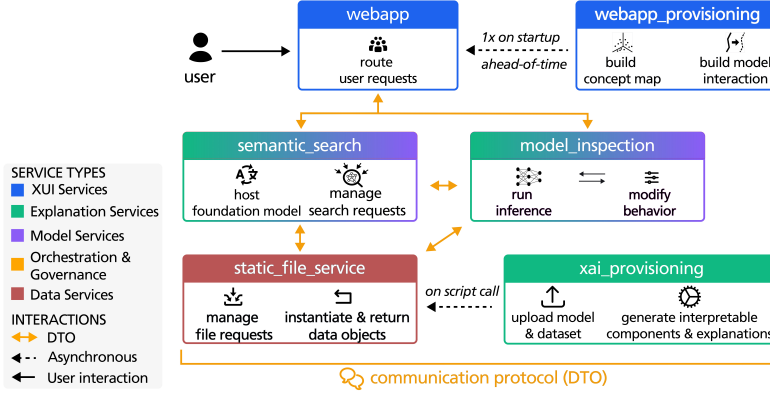 webapp
webapp_provisioning
user
route
user requests
1x on startup
ahead-of-time
build
concept map
build model
interaction
semantic_search
model_inspection
host
foundation model
manage
search requests
run
inference
modify
behavior
SERVICE TYPES
XUI Services
Explanation Services
Model Services
Orchestration &
Governance
Data Services
INTERACTIONS
DTO
Asynchronous
User interaction
static_file_service
xai_provisioning
manage
file requests
instantiate & return
data objects
on script call
upload model
& dataset
generate interpretable
components & explanations
communication protocol (DTO)